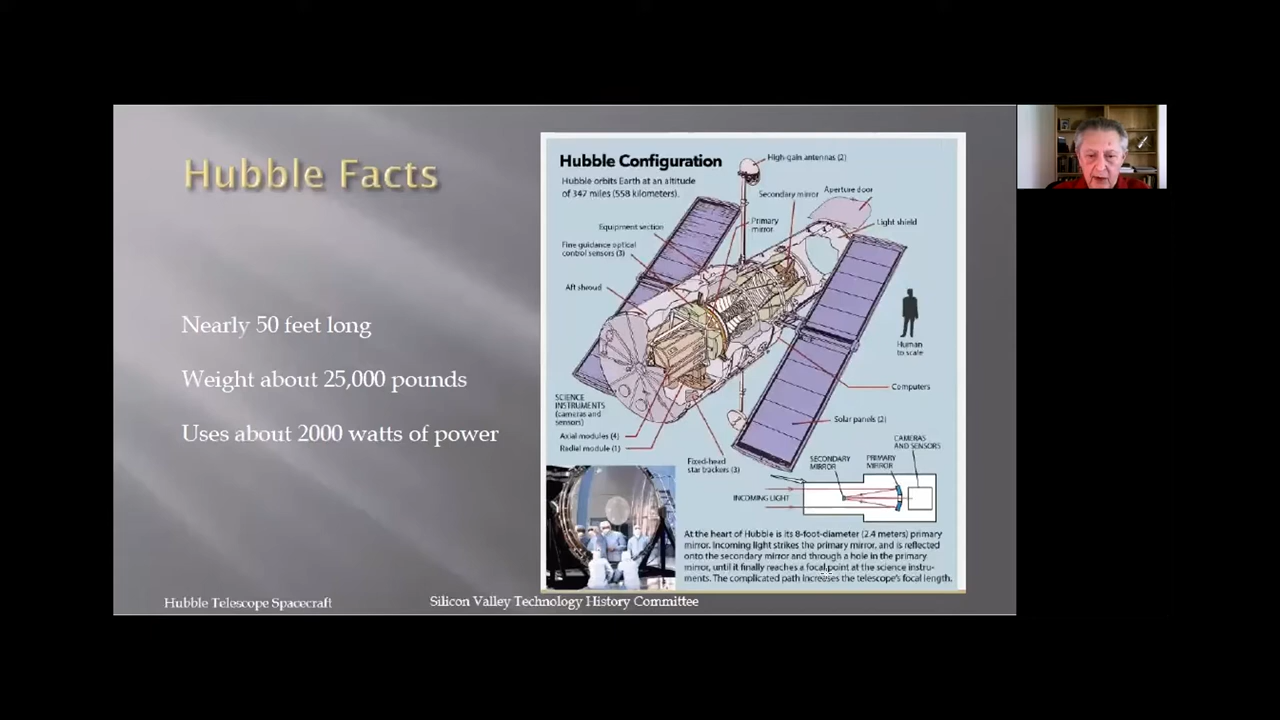 Hubble Facts
Nearly 50 feet long
Weight about 25,000 pounds
Uses about 2000 watts of power
Hubble Telescope Spacecraft
Silicon Valley Technology History Committee
Hubble Configuration
Hubble orbits Earth at an altitude
of 347 miles (558 kilometers).
High-gain antennas (2)
Secondary mirror
Aperture door
Primary
mirror
Light shield
Equipment section
Fine guidance optical
control sensors (3)
Aft shroud
Human
to scale
Computers
SCIENCE
INSTRUMENTS
(cameras and
sensors)
Axial modules (4)
Radial module (1)
Solar panels (2)
Fixed-head
star trackers (3)
CAMERAS
AND SENSORS
SECONDARY
MIRROR
PRIMARY
MIRROR
INCOMING LIGHT
At the heart of Hubble is its 8-foot-diameter (2.4 meters) primary
mirror. Incoming light strikes the primary mirror, and is reflected
onto the secondary mirror and through a hole in the primary
mirror, until it finally reaches a focal point at the science instru-
ments. The complicated path increases the telescope's focal length.